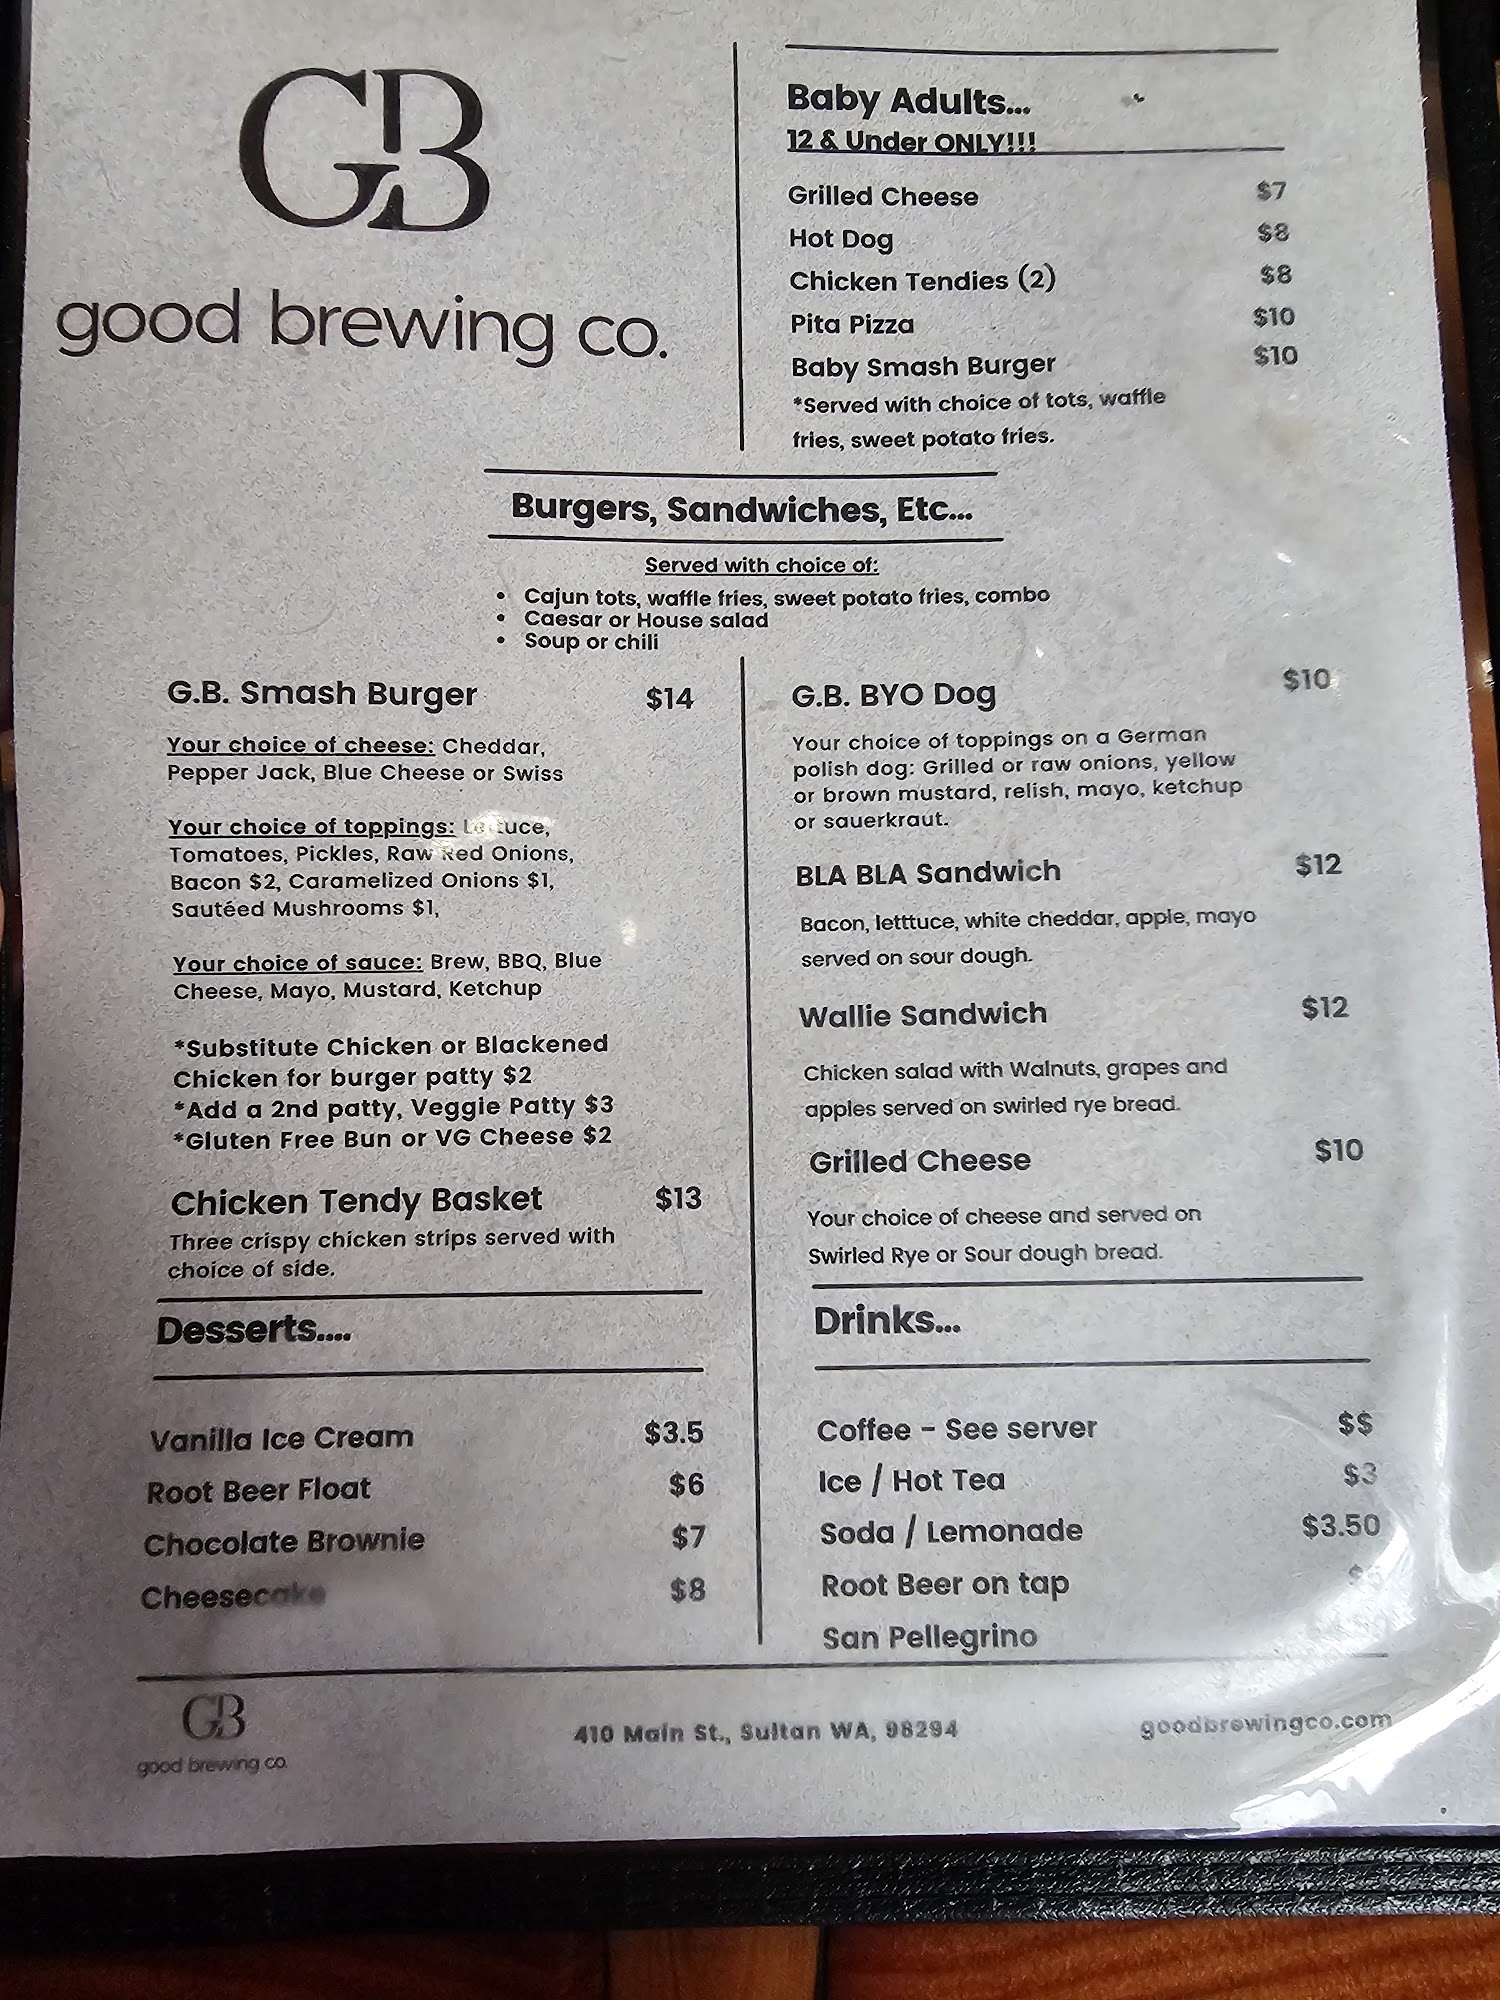 GB
good brewing co.
Baby Adults...
12 & Under ONLY!!!
Grilled Cheese $7
Hot Dog $8
Chicken Tendies (2) $8
Pita Pizza $10
Baby Smash Burger $10
*Served with choice of tots, waffle
fries, sweet potato fries.
Burgers, Sandwiches, Etc...
Served with choice of:
• Cajun tots, waffle fries, sweet potato fries, combo
• Caesar or House salad
• Soup or chili
G.B. Smash Burger $14
Your choice of cheese: Cheddar,
Pepper Jack, Blue Cheese or Swiss
Your choice of toppings: Lettuce,
Tomatoes, Pickles, Raw Red Onions,
Bacon $2, Caramelized Onions $1,
Sautéed Mushrooms $1,
Your choice of sauce: Brew, BBQ, Blue
Cheese, Mayo, Mustard, Ketchup
*Substitute Chicken or Blackened
Chicken for burger patty $2
*Add a 2nd patty, Veggie Patty $3
*Gluten Free Bun or VG Cheese $2
Chicken Tendy Basket $13
Three crispy chicken strips served with
choice of side.
G.B. BYO Dog $10
Your choice of toppings on a German
polish dog: Grilled or raw onions, yellow
or brown mustard, relish, mayo, ketchup
or sauerkraut.
BLA BLA Sandwich $12
Bacon, letttuce, white cheddar, apple, mayo
served on sour dough.
Wallie Sandwich $12
Chicken salad with Walnuts, grapes and
apples served on swirled rye bread.
Grilled Cheese $10
Your choice of cheese and served on
Swirled Rye or Sour dough bread.
Desserts....
Vanilla Ice Cream $3.5
Root Beer Float $6
Chocolate Brownie $7
Cheesecake $8
Drinks...
Coffee - See server $$
Ice / Hot Tea $3
Soda / Lemonade $3.50
Root Beer on tap
San Pellegrino
GB
good brewing co.
410 Main St., Sultan WA, 98294
goodbrewingco.com